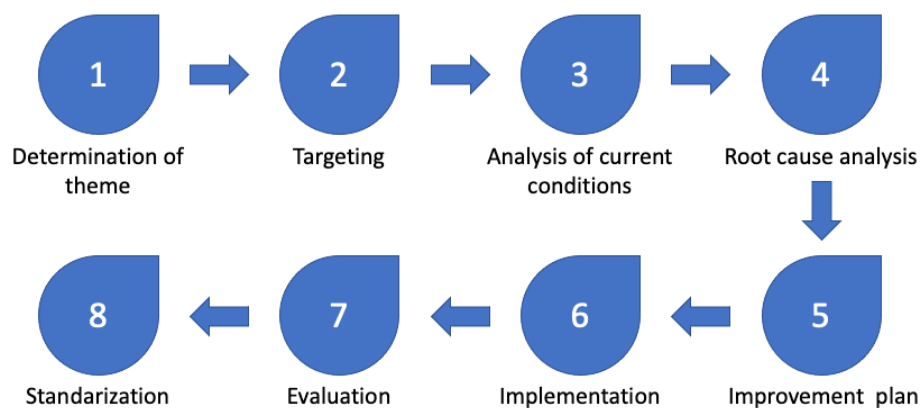 1
2
3
4
Determination of
theme
Targeting
Analysis of current
conditions
Root cause analysis
8
7
6
5
Standarization
Evaluation
Implementation
Improvement plan